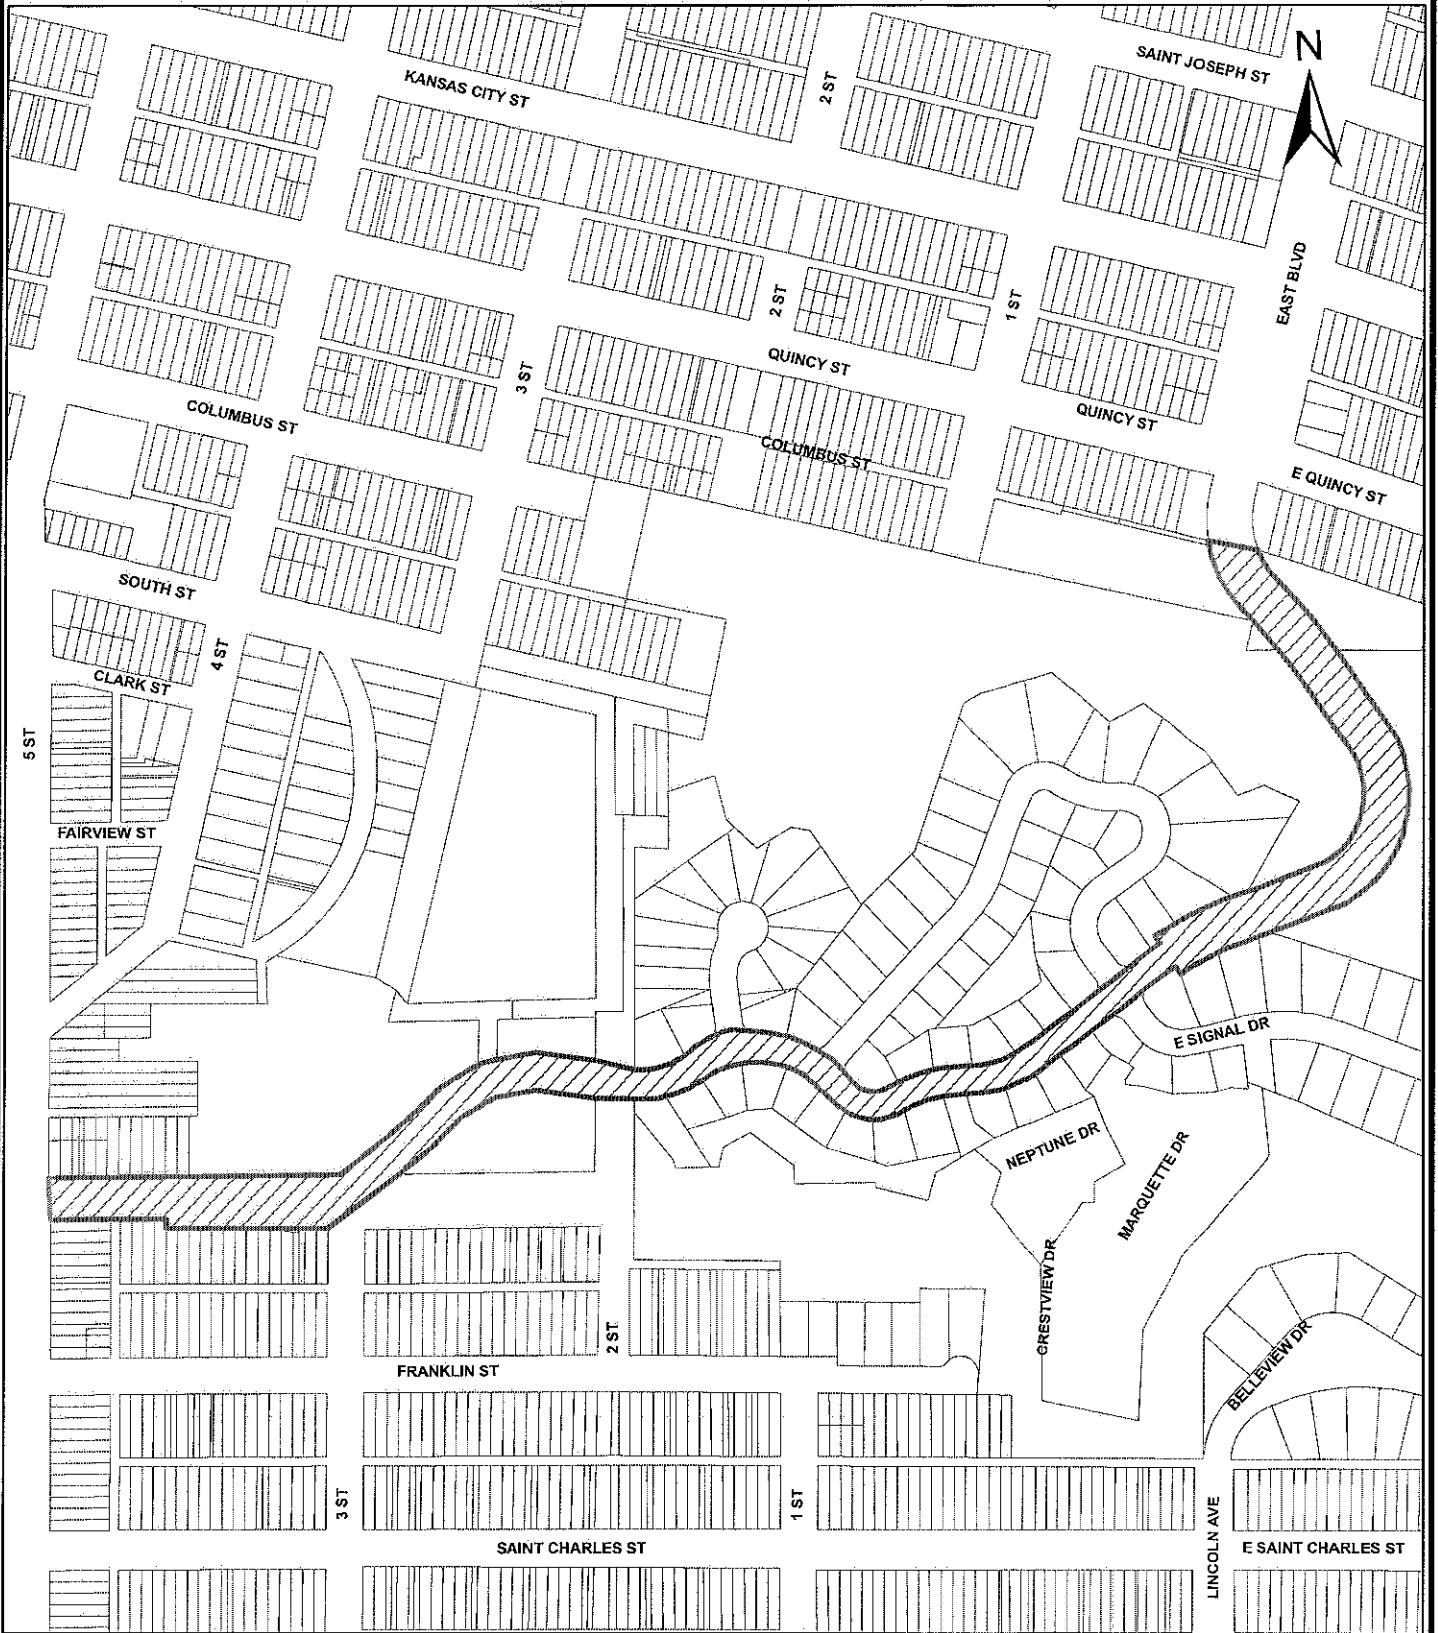 N
SAINT JOSEPH ST
KANSAS CITY ST
2 ST
EAST BLVD
2 ST
1 ST
QUINCY ST
3 ST
COLUMBUS ST
QUINCY ST
COLUMBUS ST
E QUINCY ST
SOUTH ST
4 ST
CLARK ST
5 ST
FAIRVIEW ST
E SIGNAL DR
NEPTUNE DR
MARQUETTE DR
CRESTVIEW DR
2 ST
FRANKLIN ST
BELLEVIEW DR
3 ST
1 ST
LINCOLN AVE
SAINT CHARLES ST
E SAINT CHARLES ST